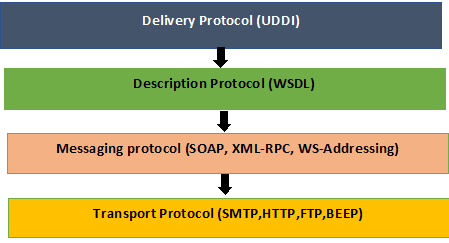 Delivery Protocol (UDDI)
Description Protocol (WSDL)
Messaging protocol (SOAP, XML-RPC, WS-Addressing)
Transport Protocol (SMTP,HTTP,FTP,BEEP)